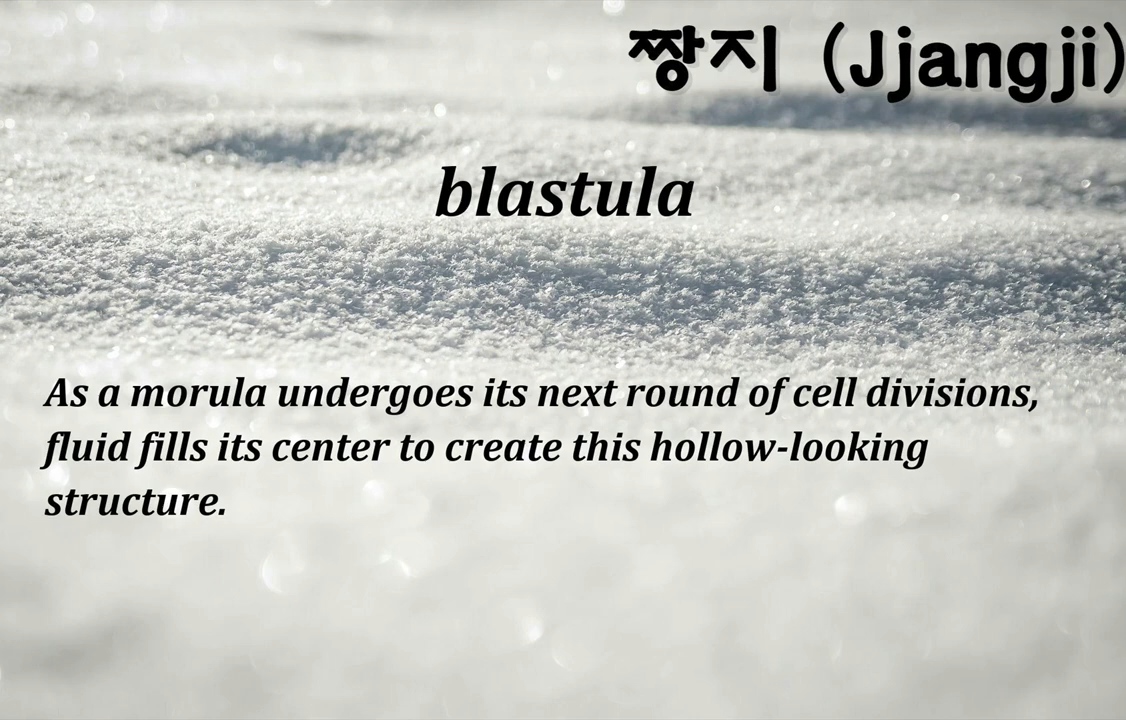 짱지 (Jjangji)
blastula
As a morula undergoes its next round of cell divisions,
fluid fills its center to create this hollow-looking
structure.